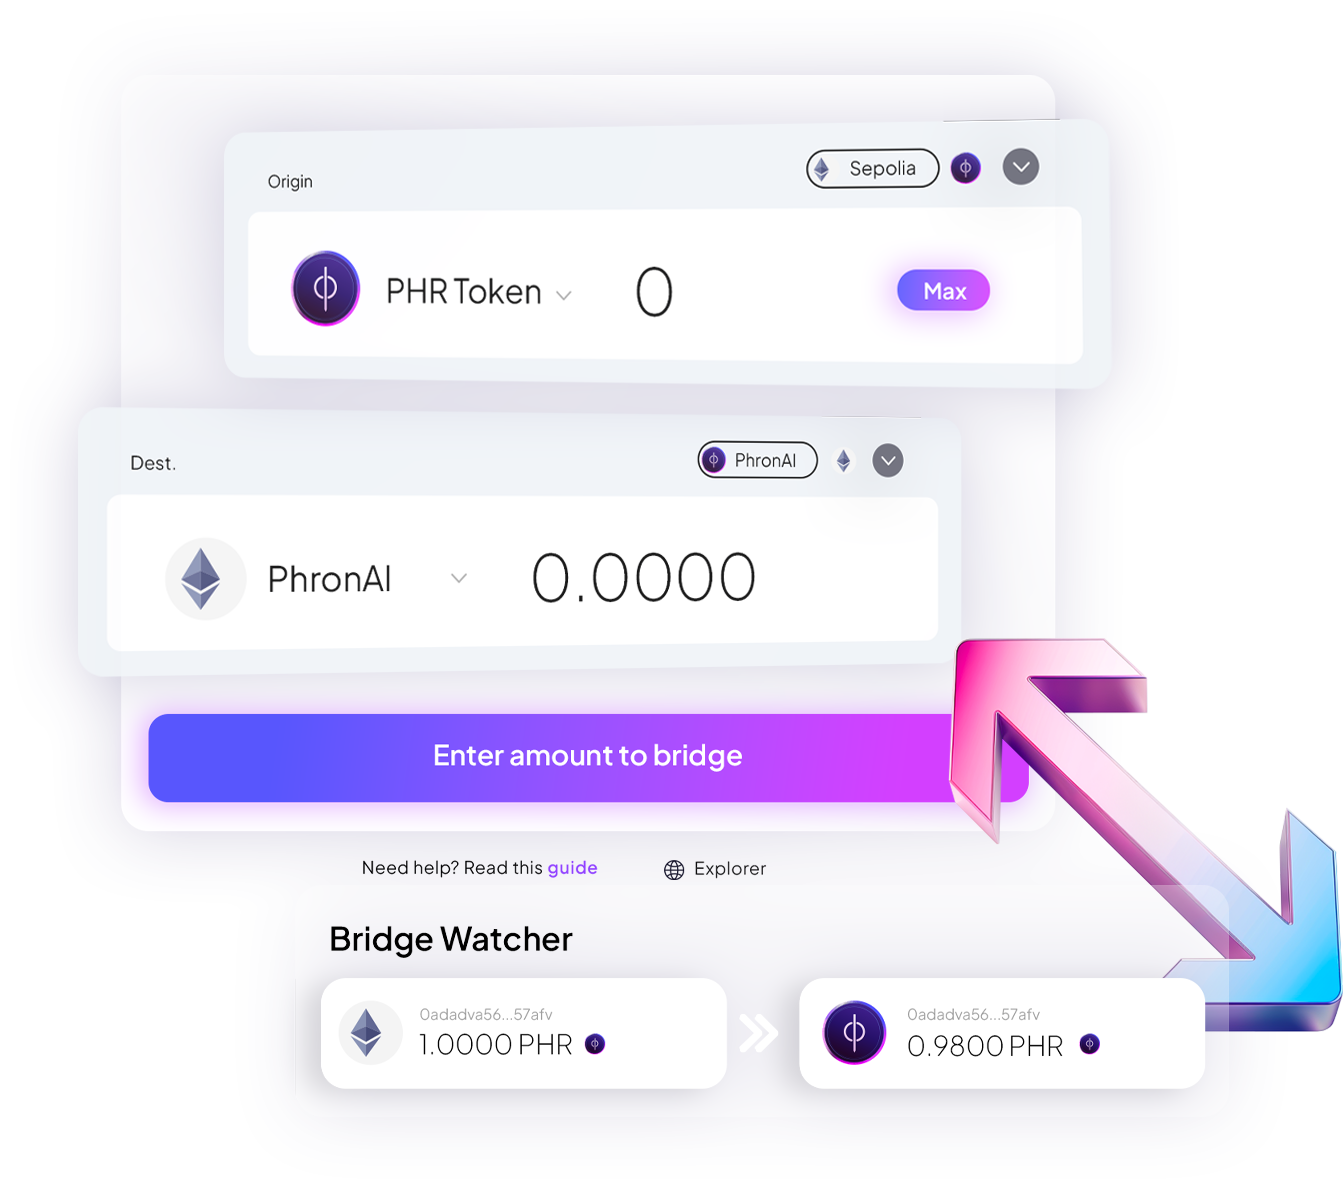 Origin
Sepolia
PHR Token
0
Max
Dest.
PhronAI
PhronAI
0.0000
Enter amount to bridge
Need help? Read this guide
Explorer
Bridge Watcher
0adadva56...57afv
1.0000 PHR
0adadva56...57afv
0.9800 PHR